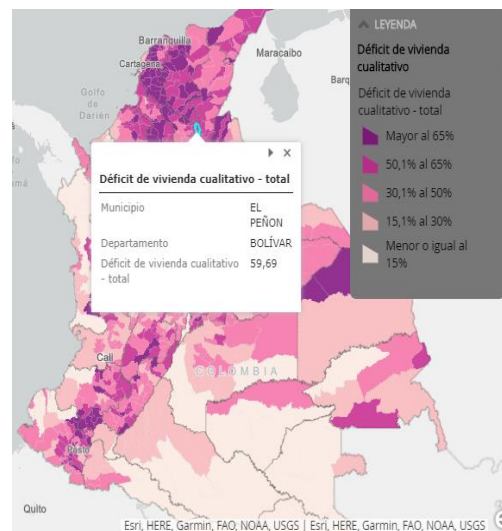 LEYENDA
Déficit de vivienda
cualitativo
Déficit de vivienda
cualitativo - total
Mayor al 65%
50,1% al 65%
30,1% al 50%
15,1% al 30%
Menor o igual al
15%
Barranquilla
Cartagena
Maracaibo
Barq
Golfo
de
Darién
Déficit de vivienda cualitativo - total
Municipio EL
PEÑON
Departamento BOLÍVAR
Déficit de vivienda cualitativo 59,69
- total
Cali
COLOMBIA
Pasto
Quito
Esri, HERE, Garmin, FAO, NOAA, USGS | Esri, HERE, Garmin, FAO, NOAA, USGS